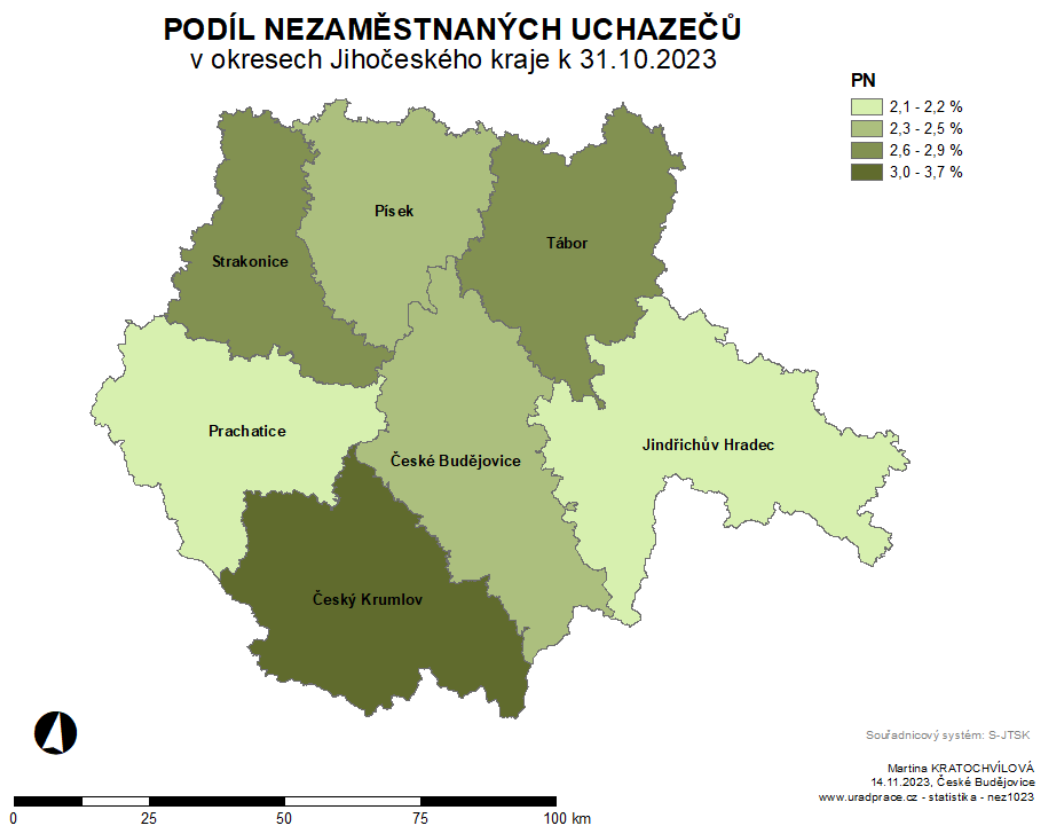 PODÍL NEZAMĚSTNANÝCH UCHAZEČŮ
v okresech Jihočeského kraje k 31.10.2023
PN
2,1 - 2,2 %
2,3 - 2,5 %
2,6 - 2,9 %
3,0 - 3,7 %
Písek
Tábor
Strakonice
Prachatice
Jindřichův Hradec
České Budějovice
Český Krumlov
Souřadnicový systém: S-JTSK
Martina KRATOCHVÍLOVÁ
14.11.2023, České Budějovice
www.uradprace.cz - statistika - nez1023
0 25 50 75 100 km